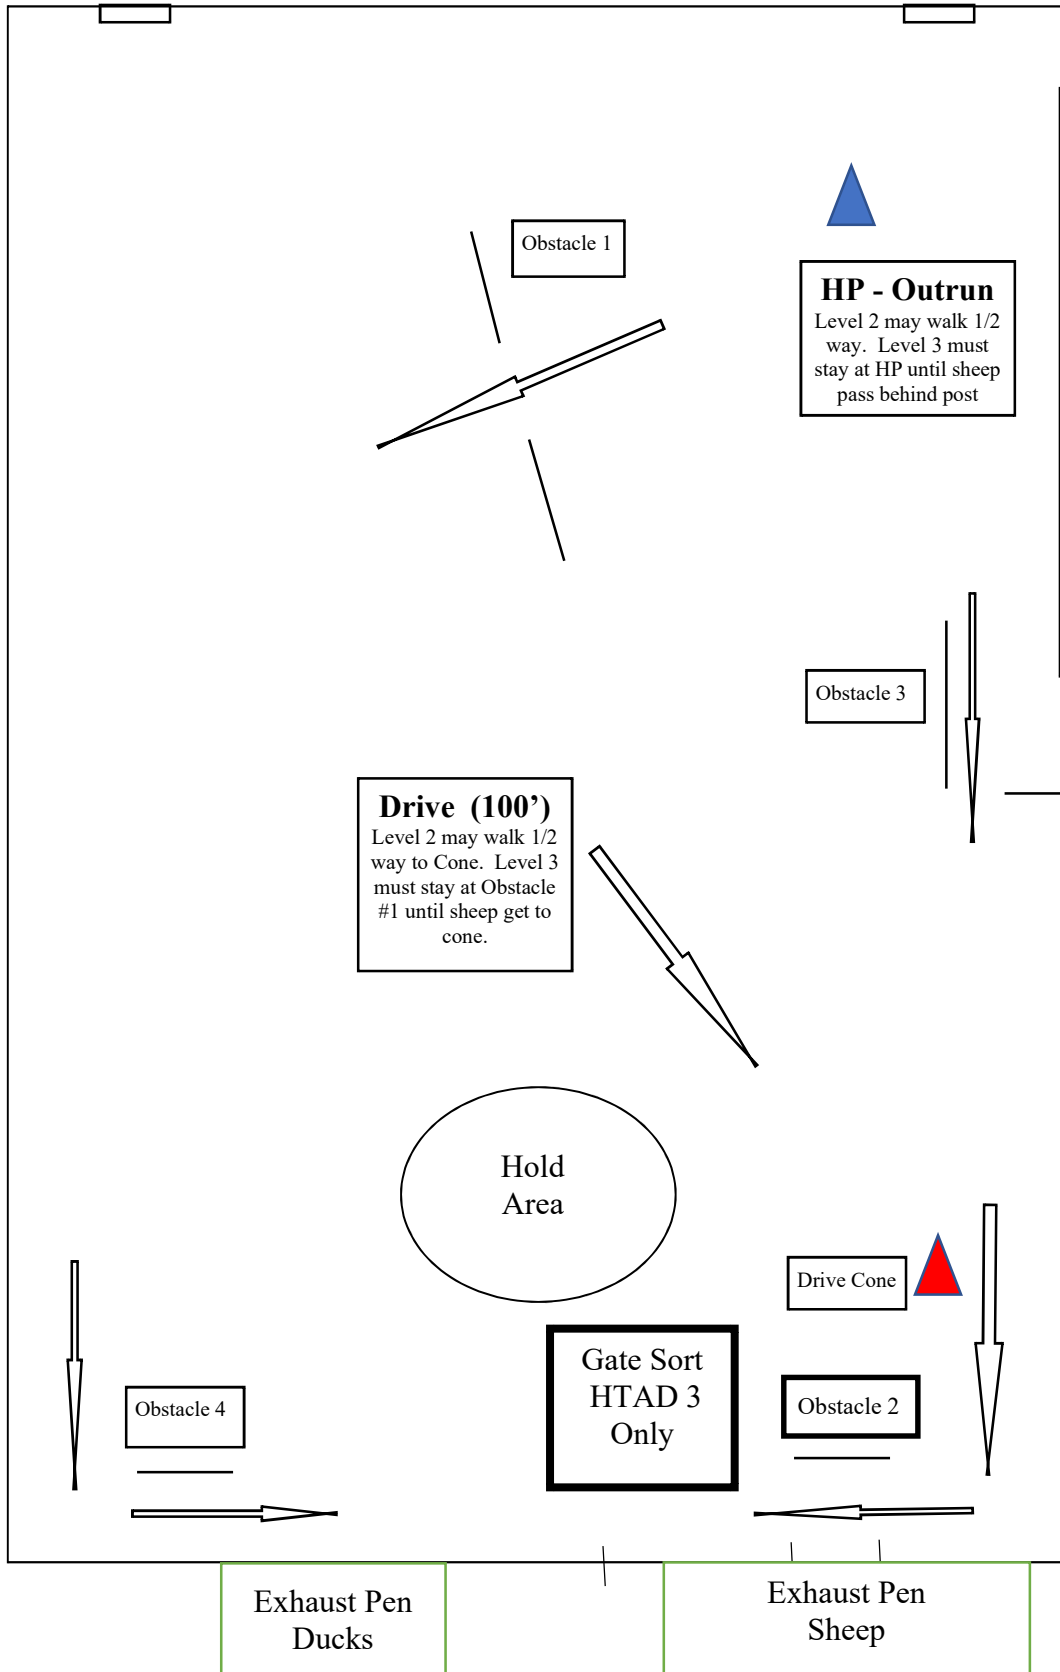 Obstacle 1
HP - Outrun
Level 2 may walk 1/2
way.  Level 3 must
stay at HP until sheep
pass behind post
Obstacle 3
Drive  (100’)
Level 2 may walk 1/2
way to Cone.  Level 3
must stay at Obstacle
#1 until sheep get to
cone.
Hold
Area
Drive Cone
Gate Sort
HTAD 3
Only
Obstacle 2
Obstacle 4
Exhaust Pen
Ducks
Exhaust Pen
Sheep